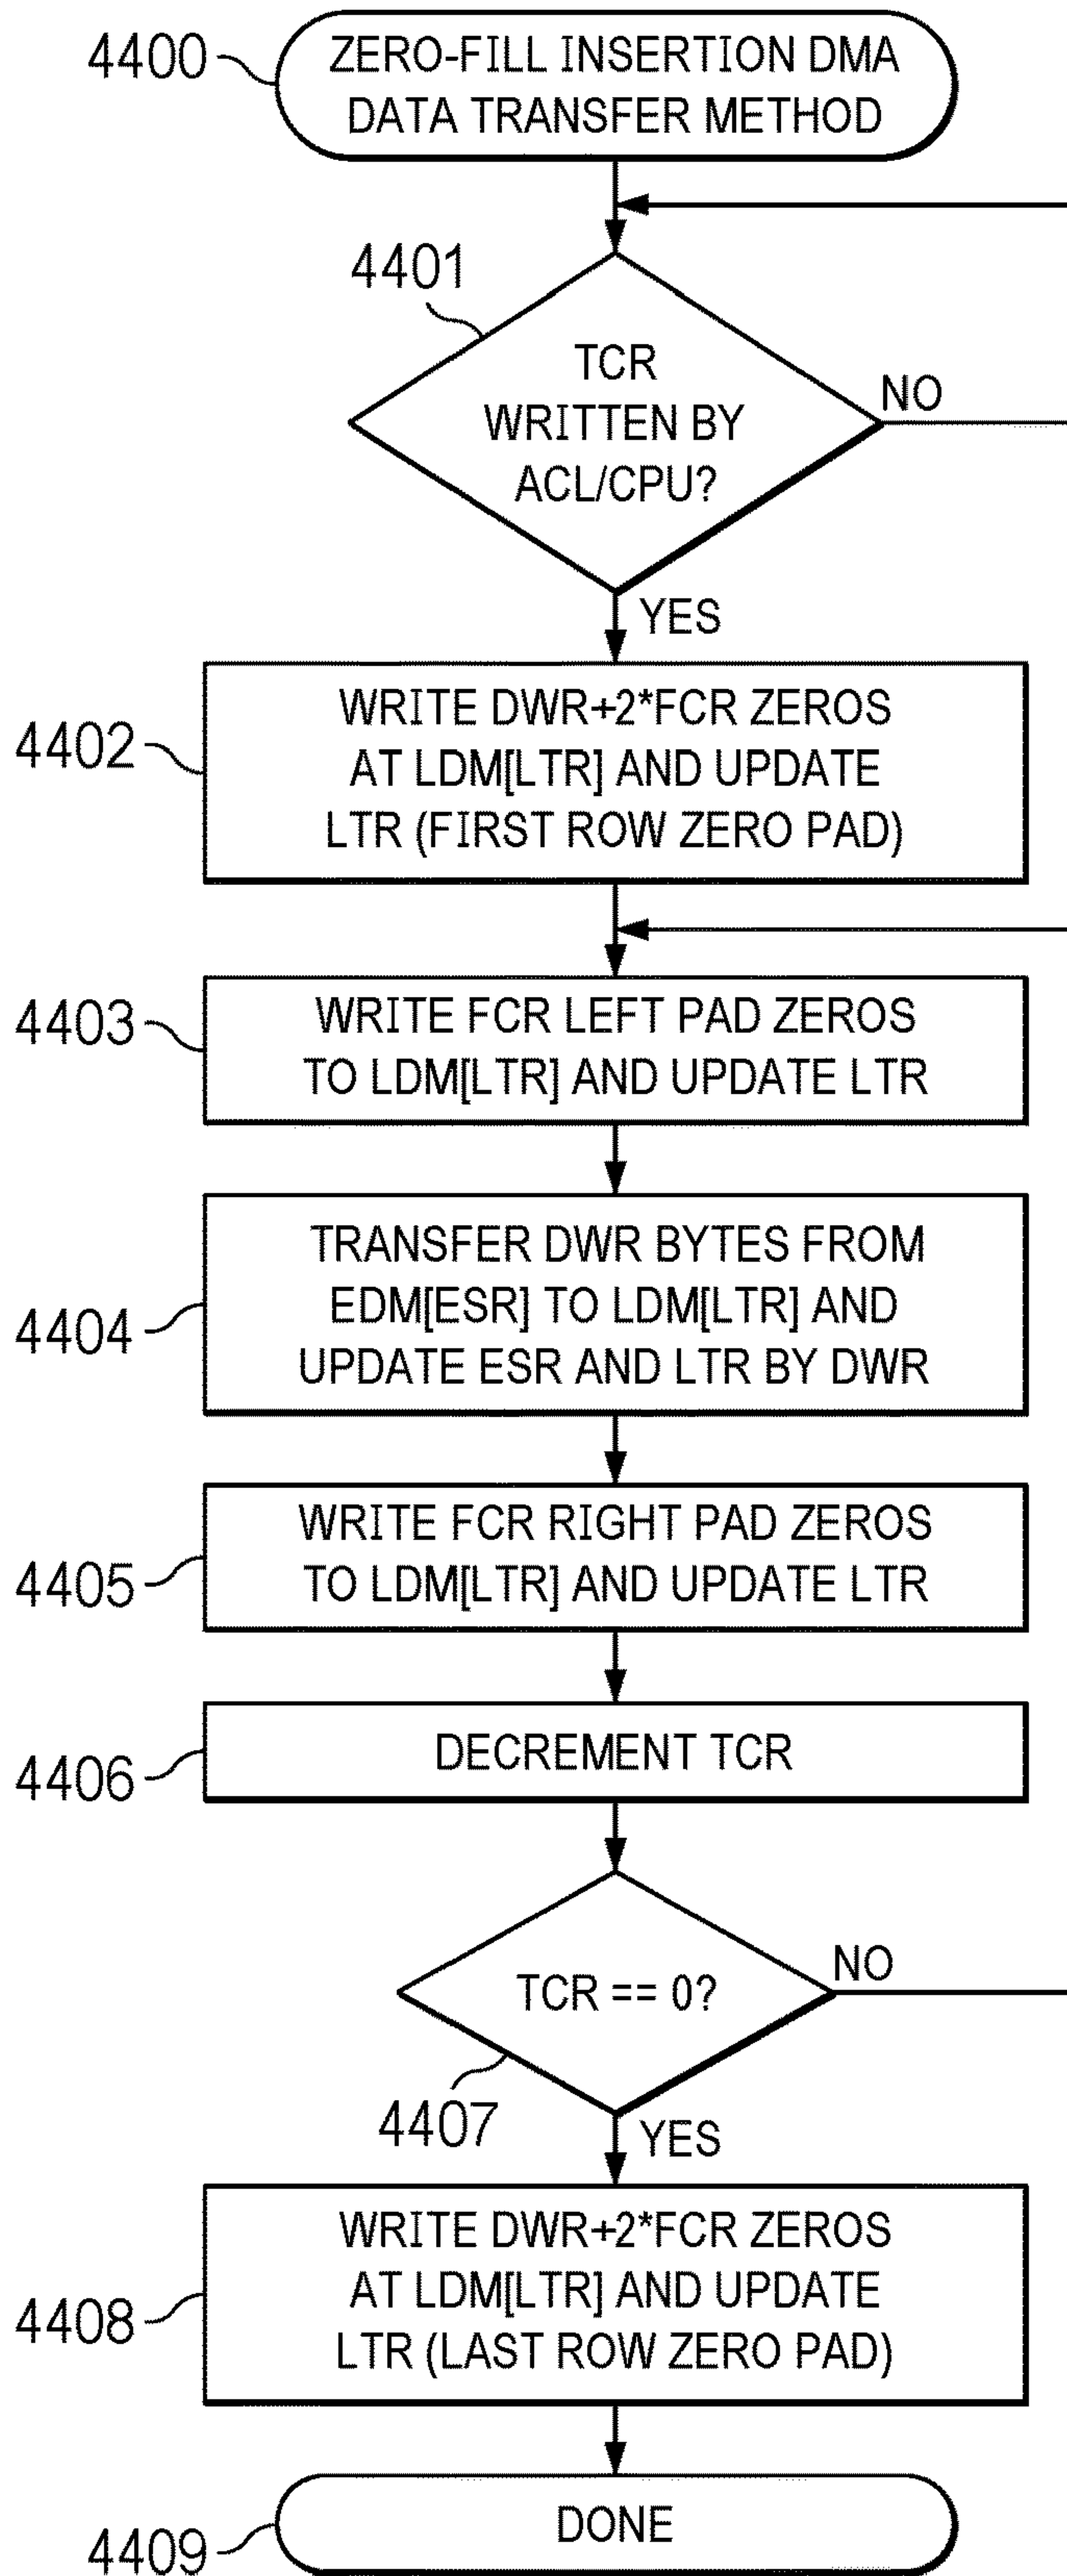 4400
ZERO-FILL INSERTION DMA
DATA TRANSFER METHOD
4401
TCR
WRITTEN BY
ACL/CPU?
NO
YES
4402
WRITE DWR+2*FCR ZEROS
AT LDM[LTR] AND UPDATE
LTR (FIRST ROW ZERO PAD)
4403
WRITE FCR LEFT PAD ZEROS
TO LDM[LTR] AND UPDATE LTR
4404
TRANSFER DWR BYTES FROM
EDM[ESR] TO LDM[LTR] AND
UPDATE ESR AND LTR BY DWR
4405
WRITE FCR RIGHT PAD ZEROS
TO LDM[LTR] AND UPDATE LTR
4406
DECREMENT TCR
TCR == 0?
NO
4407
YES
4408
WRITE DWR+2*FCR ZEROS
AT LDM[LTR] AND UPDATE
LTR (LAST ROW ZERO PAD)
4409
DONE